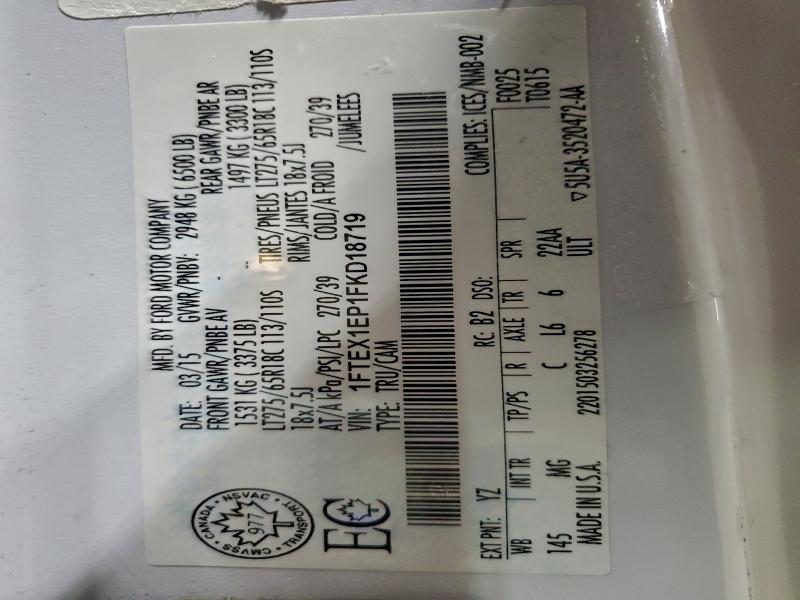 MFD. BY FORD MOTOR COMPANY
DATE: 03/15 GVWR/PNBV: 2948 KG ( 6500 LB)
FRONT GAWR/PNBE AV REAR GAWR/PNBE AR
1531 KG ( 3375 LB) 1497 KG ( 3300 LB)
LT275/65R18C 113/110S TIRES/PNEUS LT275/65R18C 113/110S
18x7.5J RIMS/JANTES 18x7.5J
AT/A kPa/PSI/LPC 270/39 COLD/A FROID 270/39
VIN: 1FTEX1EP1FKD18719 /JUMELEES
TYPE: TRU/CAM
CMVSS CANADA NSVAC
977
TRANSPORT
EC
COMPLIES: ICES/NMB-002
EXT PNT: YZ RC: B2 DSO: F0025
WB INT TR TP/PS R AXLE TR SPR T0615
145 MG C L6 6 22AA
ULT
MADE IN U.S.A. 2201503256278 ▽5U5A-3520472-AA